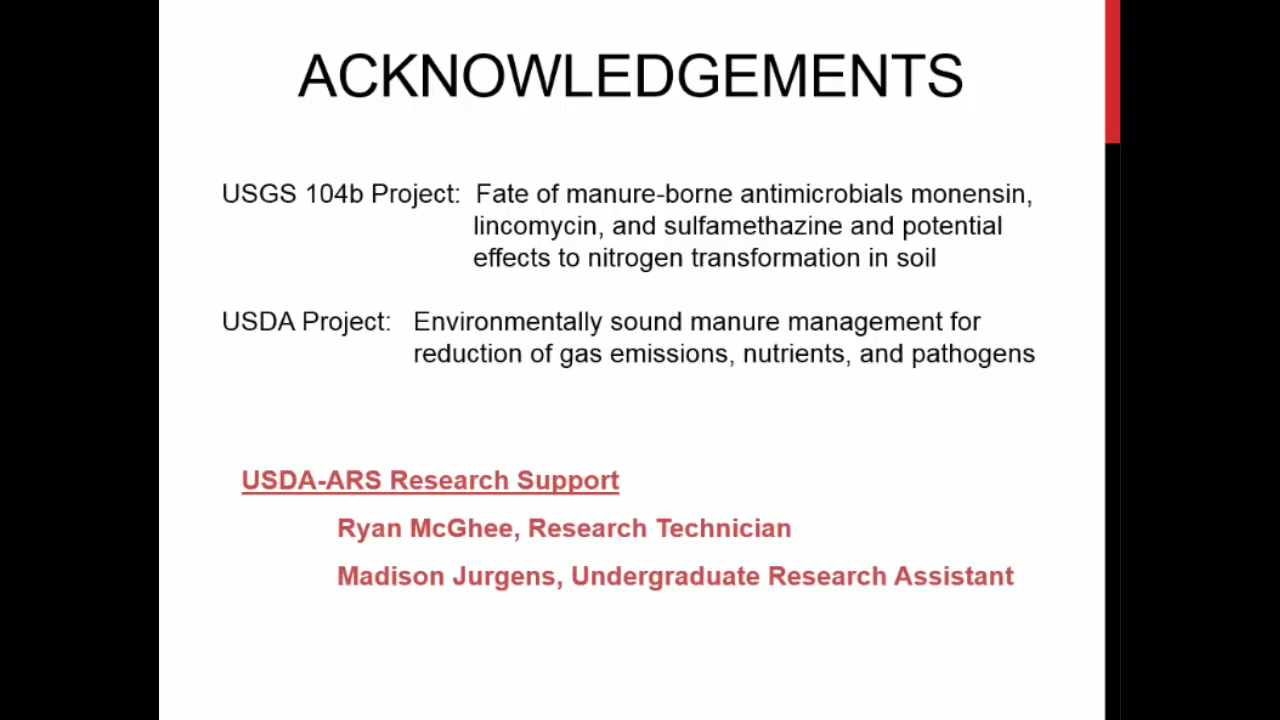 ACKNOWLEDGEMENTS
USGS 104b Project: Fate of manure-borne antimicrobials monensin,
lincomycin, and sulfamethazine and potential
effects to nitrogen transformation in soil
USDA Project: Environmentally sound manure management for
reduction of gas emissions, nutrients, and pathogens
USDA-ARS Research Support
Ryan McGhee, Research Technician
Madison Jurgens, Undergraduate Research Assistant